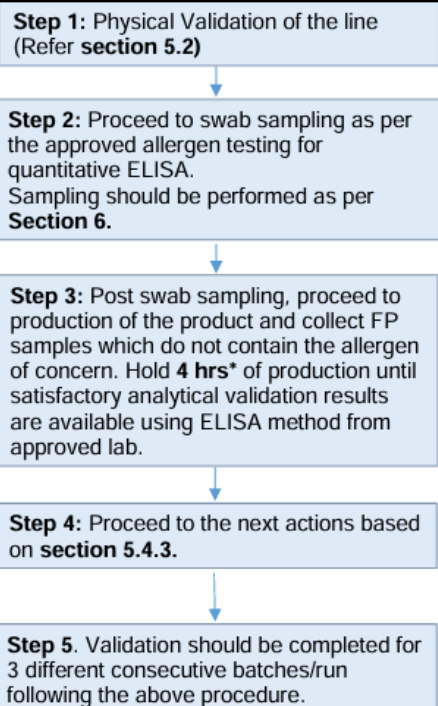 Step 1: Physical Validation of the line
(Refer section 5.2)
Step 2: Proceed to swab sampling as per
the approved allergen testing for
quantitative ELISA.
Sampling should be performed as per
Section 6.
Step 3: Post swab sampling, proceed to
production of the product and collect FP
samples which do not contain the allergen
of concern. Hold 4 hrs* of production until
satisfactory analytical validation results
are available using ELISA method from
approved lab.
Step 4: Proceed to the next actions based
on section 5.4.3.
Step 5. Validation should be completed for
3 different consecutive batches/run
following the above procedure.